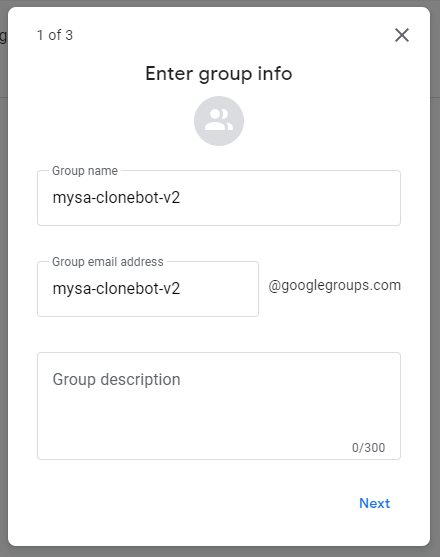 1 of 3
Enter group info
Group name
mysa-clonebot-v2
Group email address
mysa-clonebot-v2
@googlegroups.com
Group description
0/300
Next